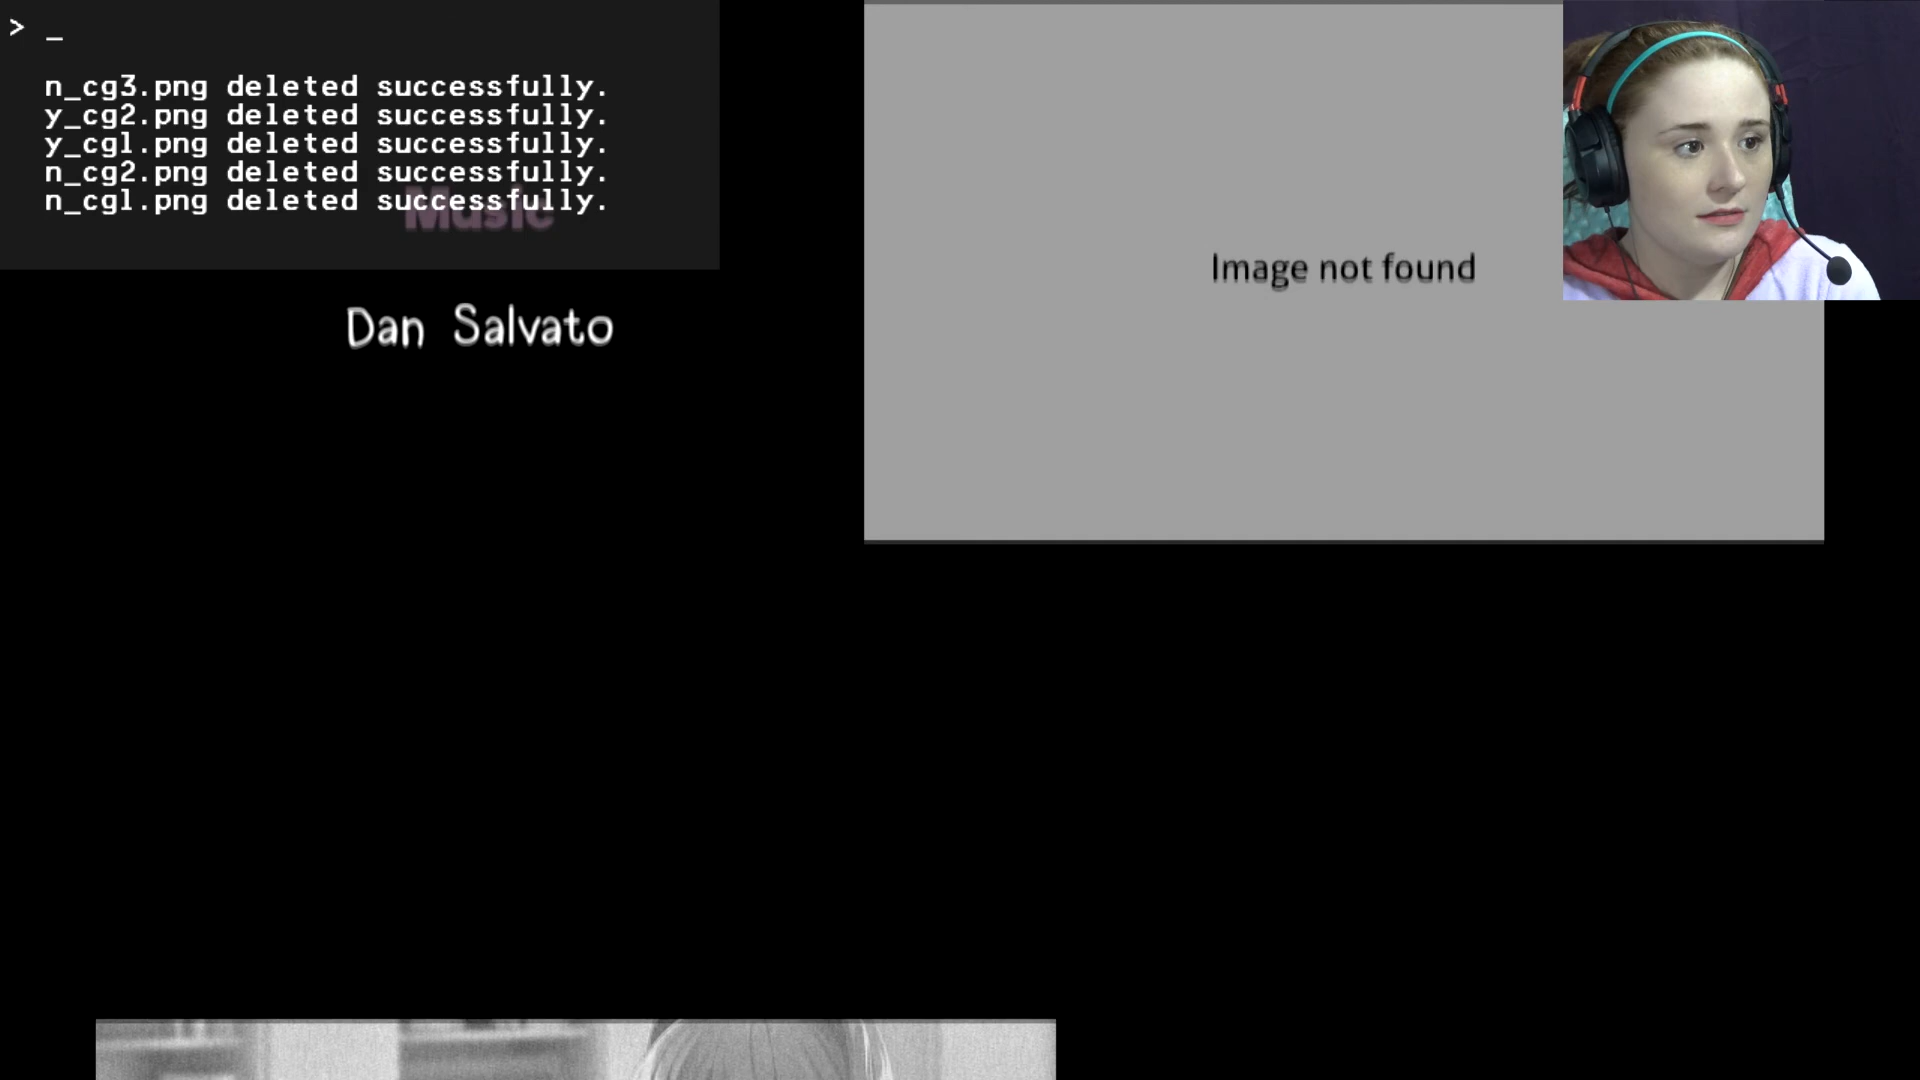 > _
n_cg3.png deleted successfully.
y_cg2.png deleted successfully.
y_cg1.png deleted successfully.
n_cg2.png deleted successfully.
n_cg1.png deleted successfully.
Music
Dan Salvato
Image not found